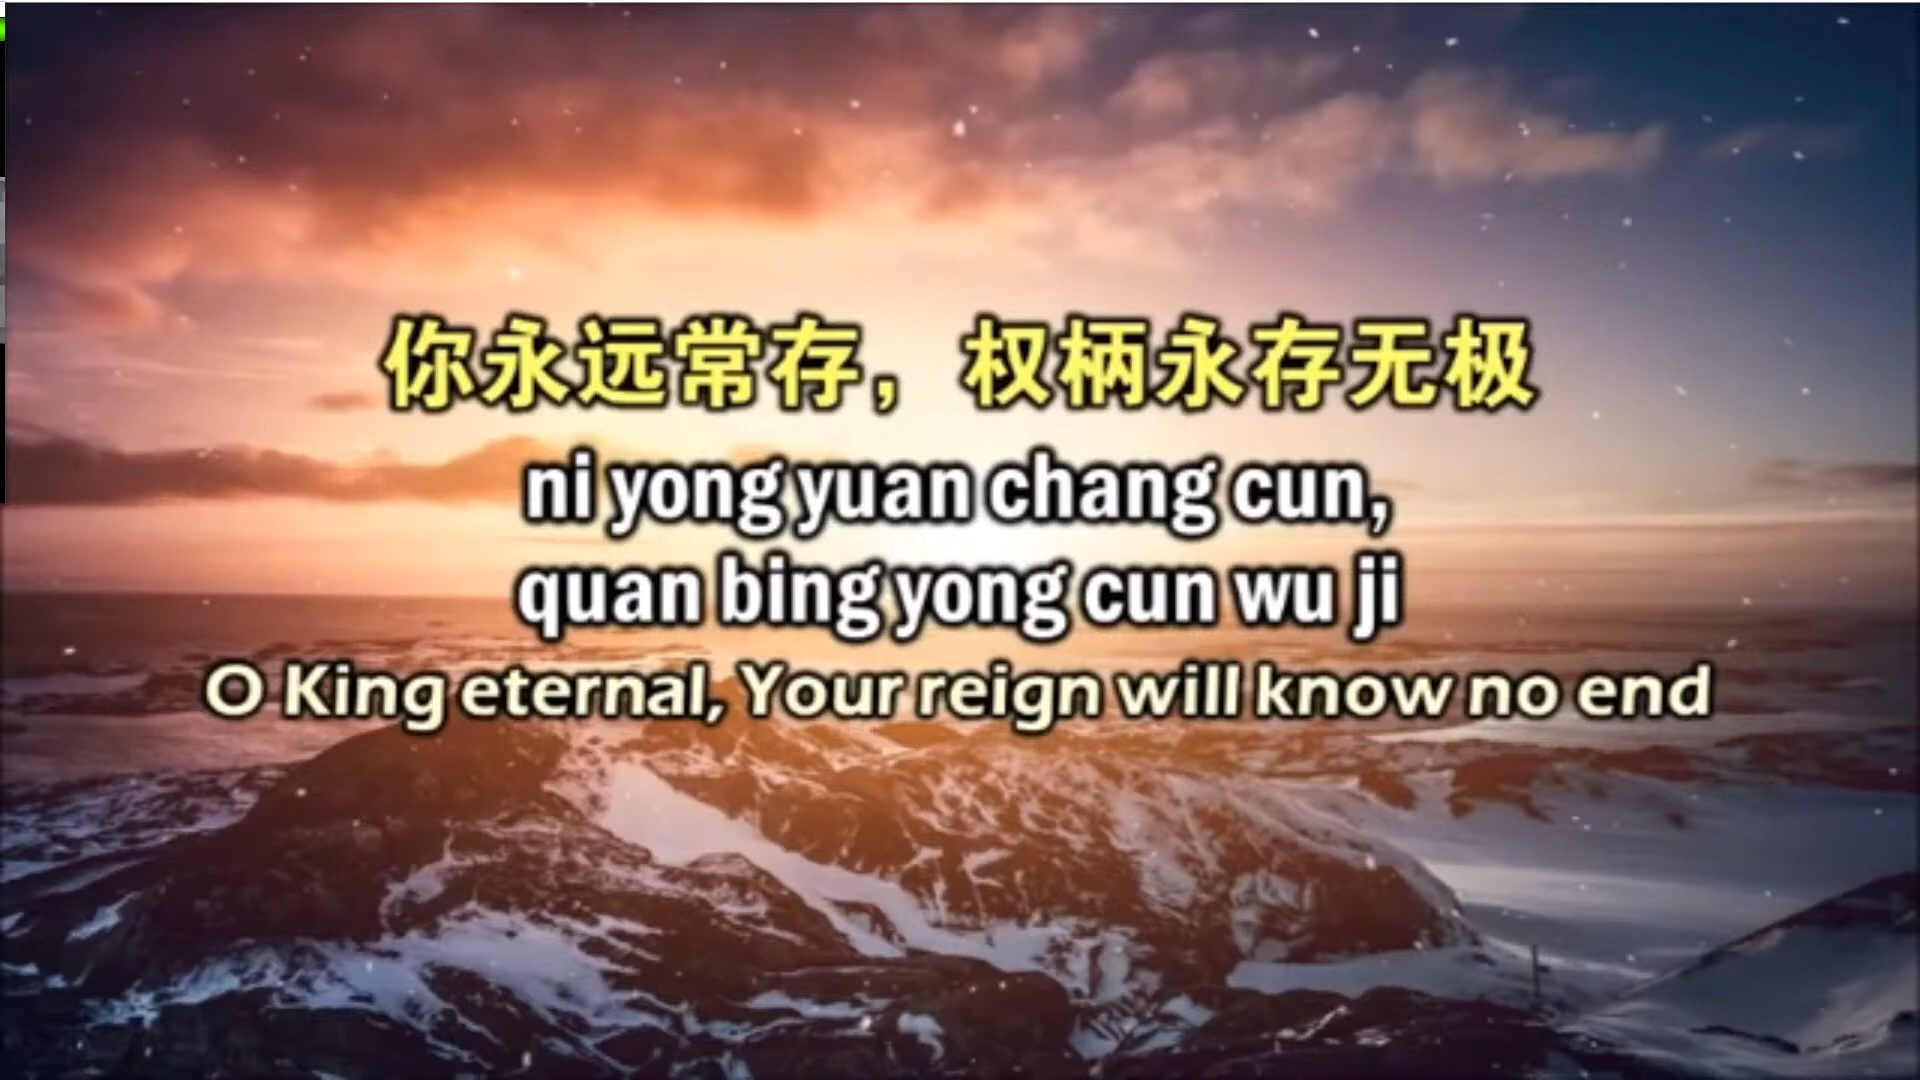 你永远常存，权柄永存无极
ni yong yuan chang cun,
quan bing yong cun wu ji
O King eternal, Your reign will know no end